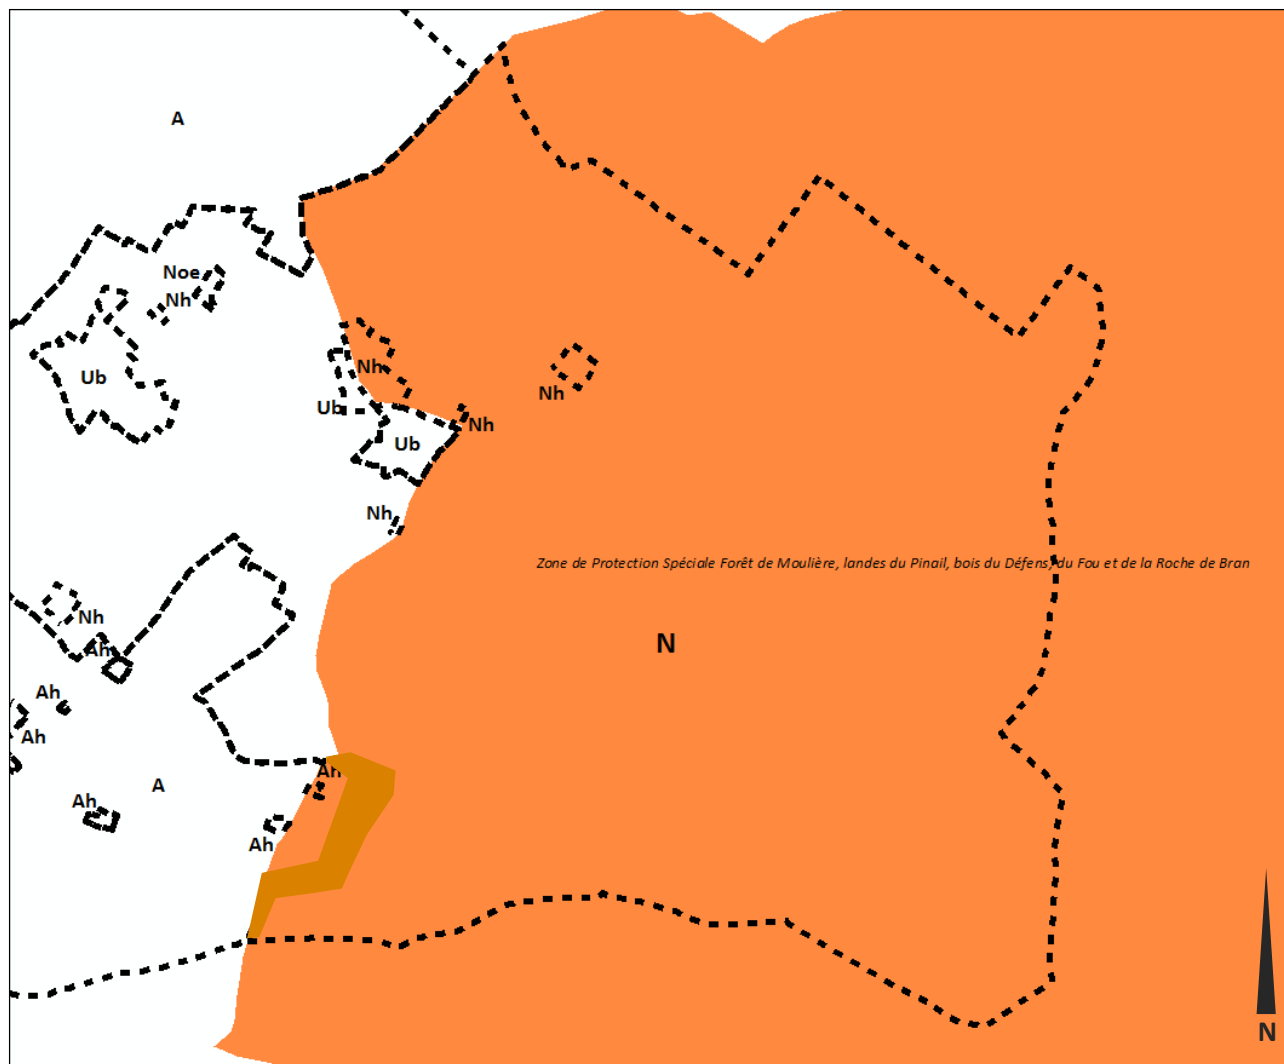 A
Noe
Nh
Ub
Nh
Nh
Ub
Nh
Ub
Nh
Zone de Protection Spéciale Forêt de Moulière, landes du Pinail, bois du Défens, du Fou et de la Roche de Bran
Nh
N
Ah
Ah
Ah
Ah
A
Ah
Ah
N